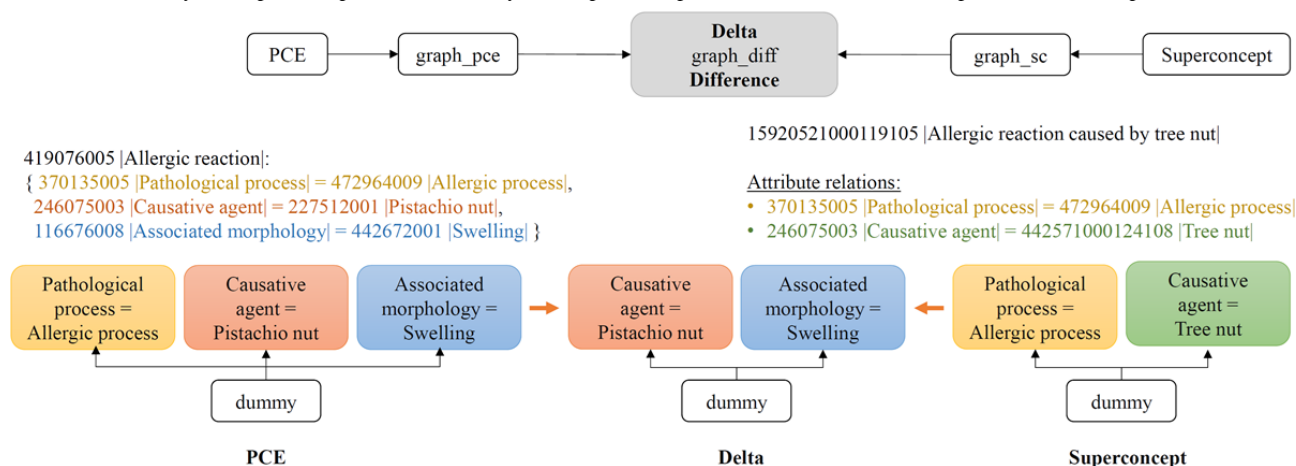 PCE
graph_pce
Delta
graph_diff
Difference
graph_sc
Superconcept
419076005 |Allergic reaction|:
{ 370135005 |Pathological process| = 472964009 |Allergic process|,
246075003 |Causative agent| = 227512001 |Pistachio nut|,
116676008 |Associated morphology| = 442672001 |Swelling| }
15920521000119105 |Allergic reaction caused by tree nut|
Attribute relations:
• 370135005 |Pathological process| = 472964009 |Allergic process|
• 246075003 |Causative agent| = 442571000124108 |Tree nut|
Pathological
process =
Allergic process
Causative
agent =
Pistachio nut
Associated
morphology =
Swelling
Causative
agent =
Pistachio nut
Associated
morphology =
Swelling
Pathological
process =
Allergic process
Causative
agent =
Tree nut
dummy
dummy
dummy
PCE
Delta
Superconcept